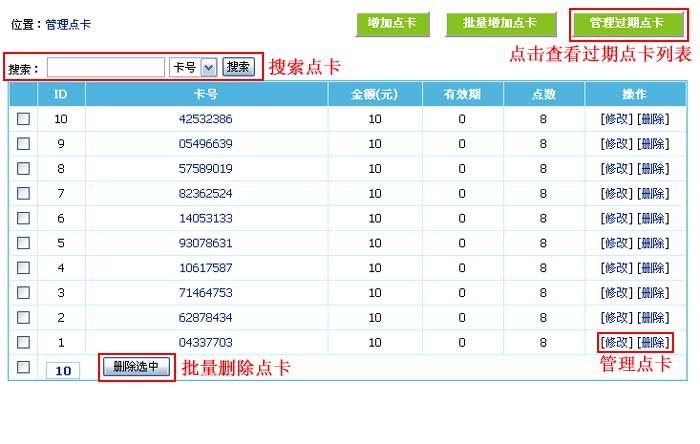 位置：管理点卡 增加点卡 批量增加点卡 管理过期点卡
点击查看过期点卡列表
搜索： 卡号 搜索 搜索点卡
ID 卡号 金额(元) 有效期 点数 操作
10 42532386 10 0 8 [修改] [删除]
9 05496639 10 0 8 [修改] [删除]
8 57589019 10 0 8 [修改] [删除]
7 82362524 10 0 8 [修改] [删除]
6 14053133 10 0 8 [修改] [删除]
5 93078631 10 0 8 [修改] [删除]
4 10617587 10 0 8 [修改] [删除]
3 71464753 10 0 8 [修改] [删除]
2 62878434 10 0 8 [修改] [删除]
1 04337703 10 0 8 [修改] [删除]
10 删除选中 批量删除点卡 管理点卡